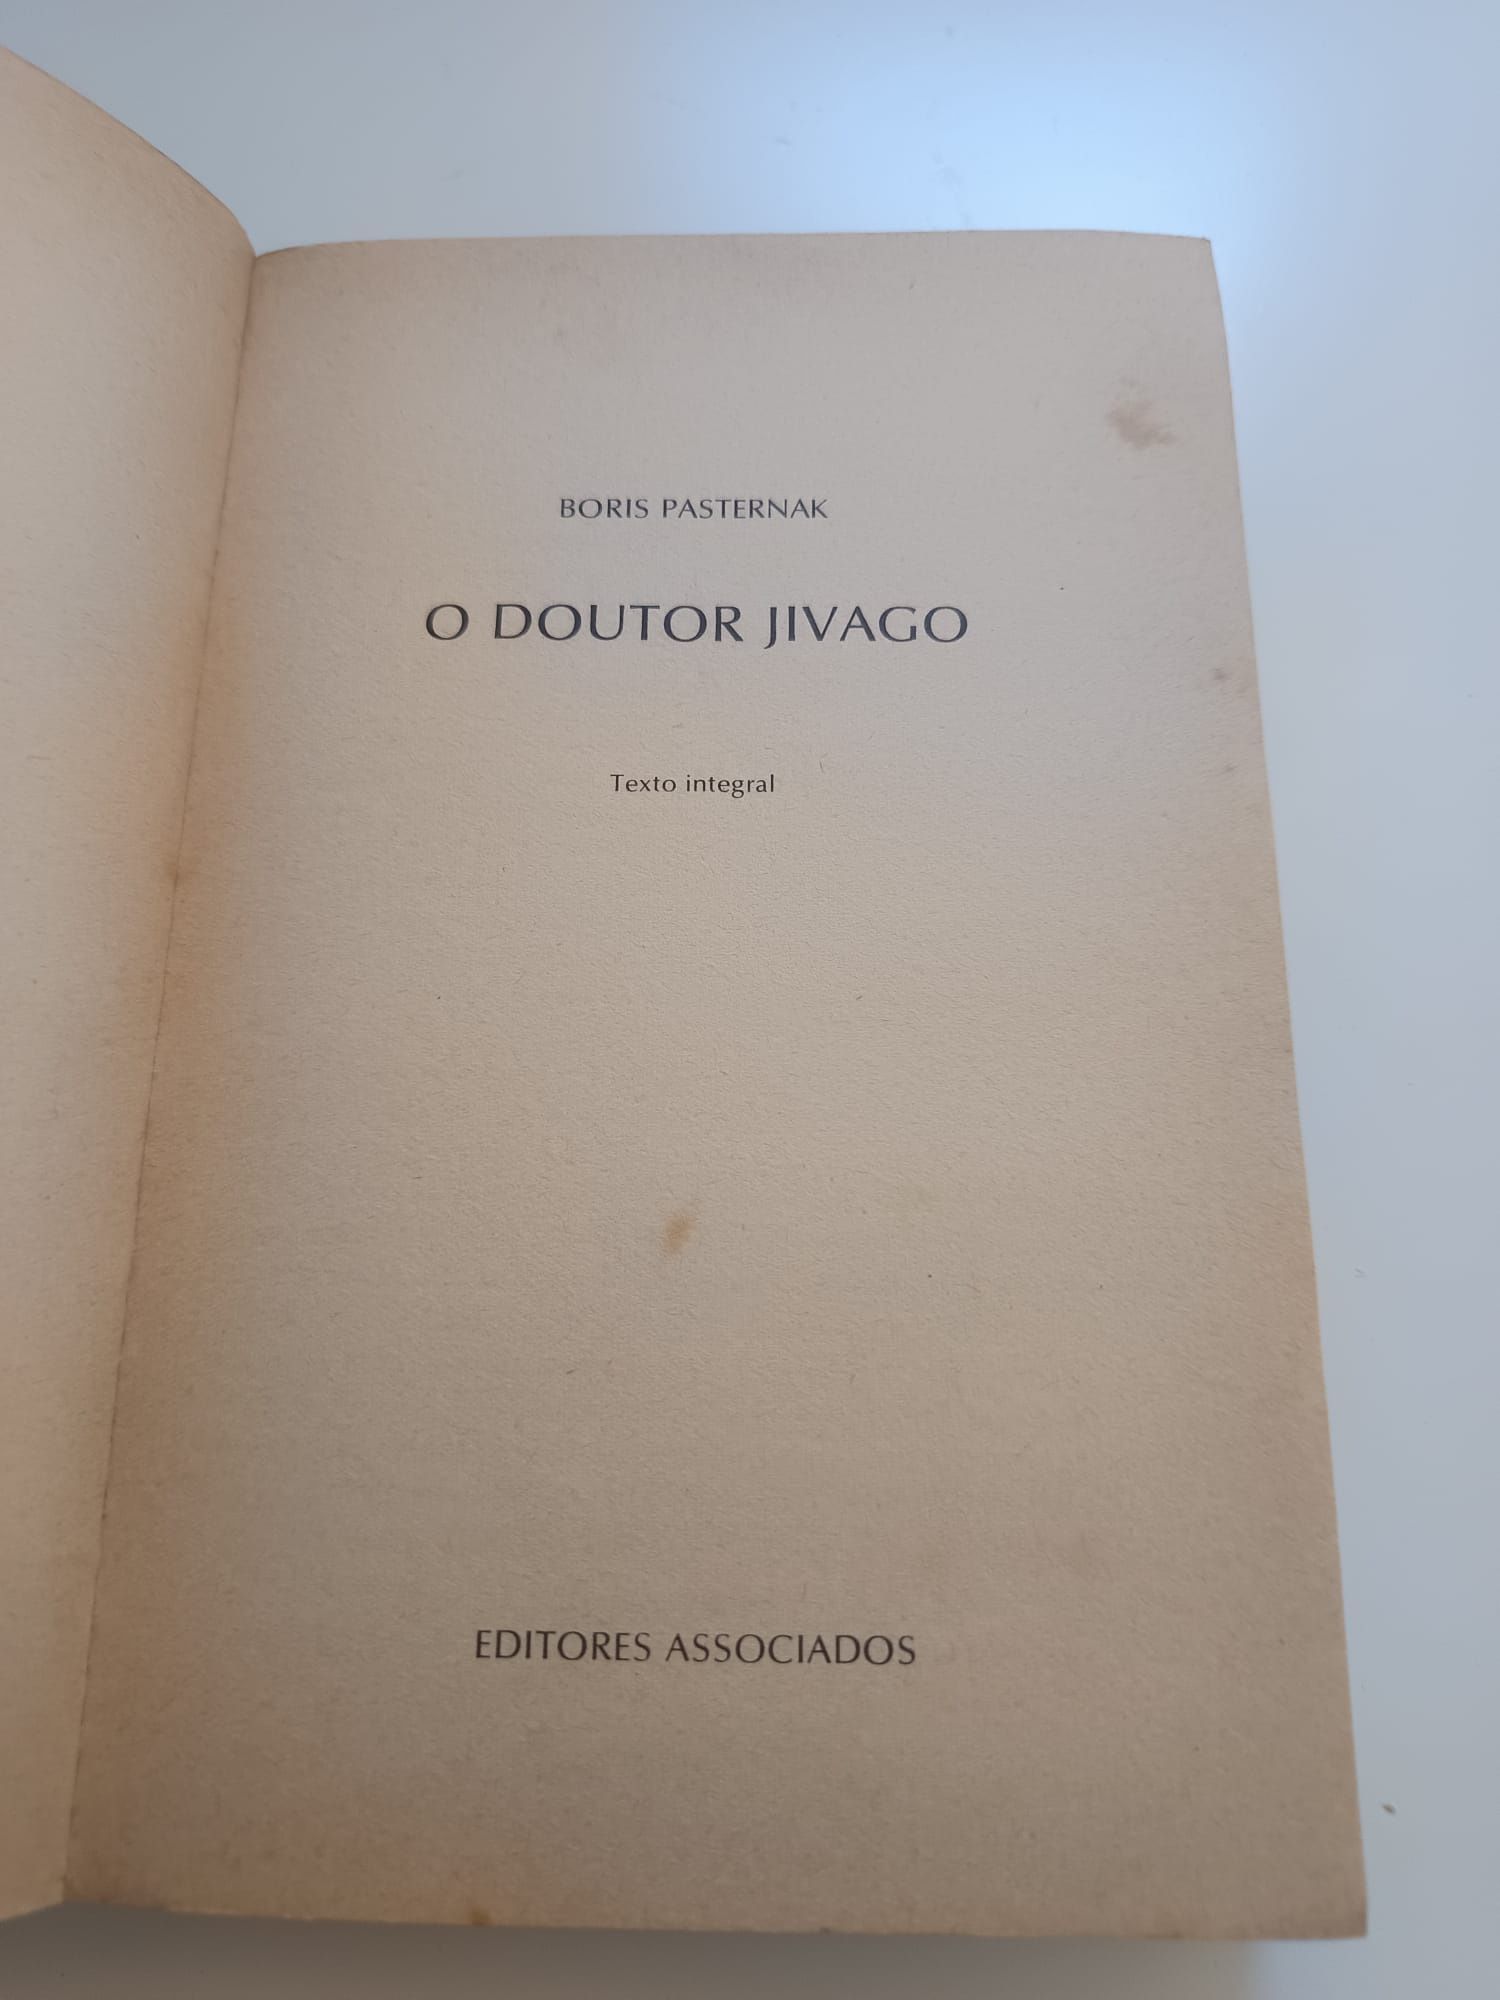 BORIS PASTERNAK
O DOUTOR JIVAGO
Texto integral
EDITORES ASSOCIADOS